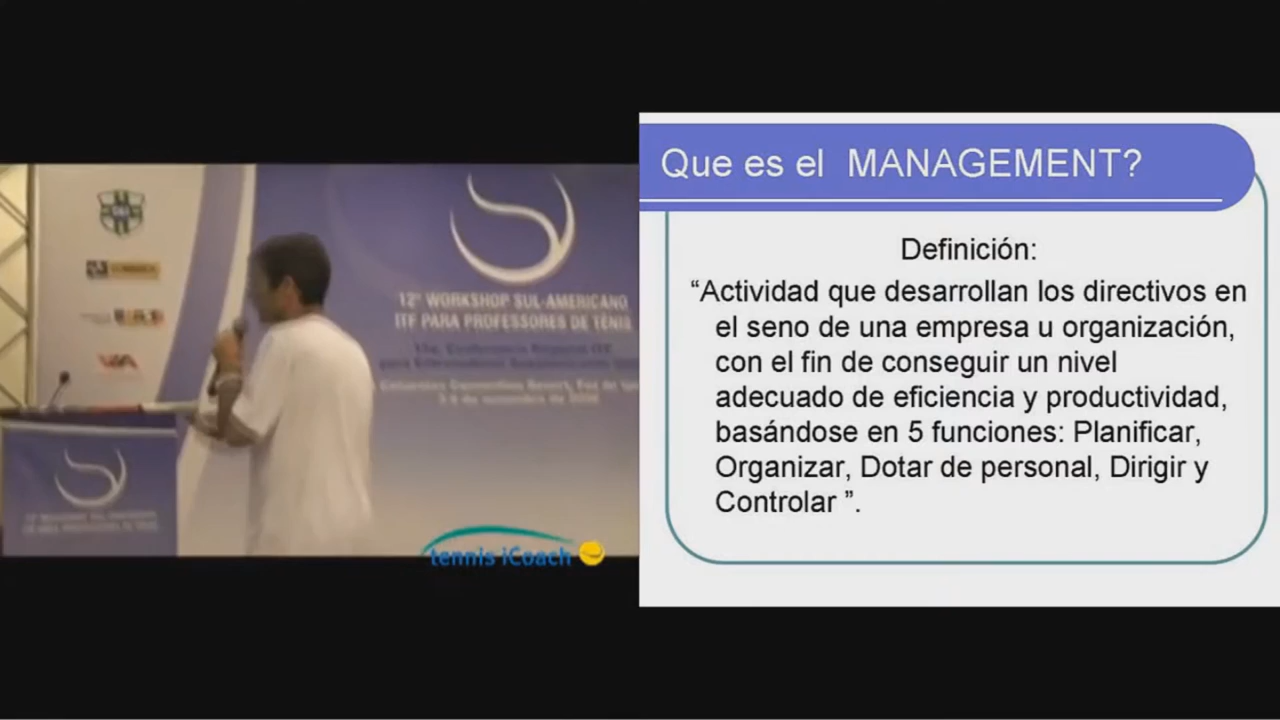 12º WORKSHOP SUL-AMERICANO
ITF PARA PROFESSORES DE TÊNIS
tennis iCoach
Que es el MANAGEMENT?
Definición:
“Actividad que desarrollan los directivos en
el seno de una empresa u organización,
con el fin de conseguir un nivel
adecuado de eficiencia y productividad,
basándose en 5 funciones: Planificar,
Organizar, Dotar de personal, Dirigir y
Controlar ”.